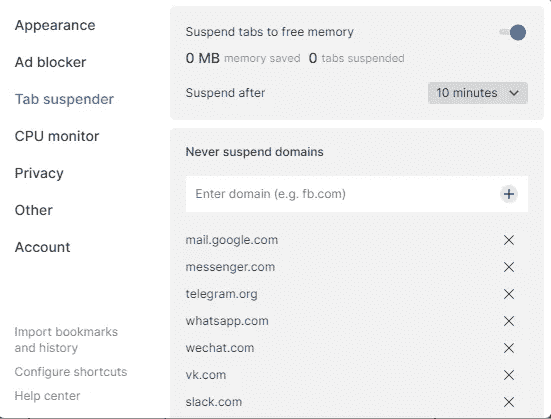 Appearance
Ad blocker
Tab suspender
CPU monitor
Privacy
Other
Account
Import bookmarks
and history
Configure shortcuts
Help center
Suspend tabs to free memory
0 MB memory saved 0 tabs suspended
Suspend after 10 minutes
Never suspend domains
Enter domain (e.g. fb.com)
mail.google.com
messenger.com
telegram.org
whatsapp.com
wechat.com
vk.com
slack.com